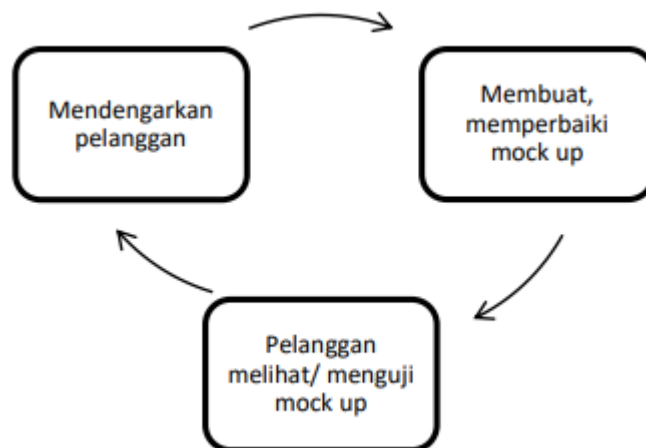 Mendengarkan
pelanggan
Membuat,
memperbaiki
mock up
Pelanggan
melihat/ menguji
mock up